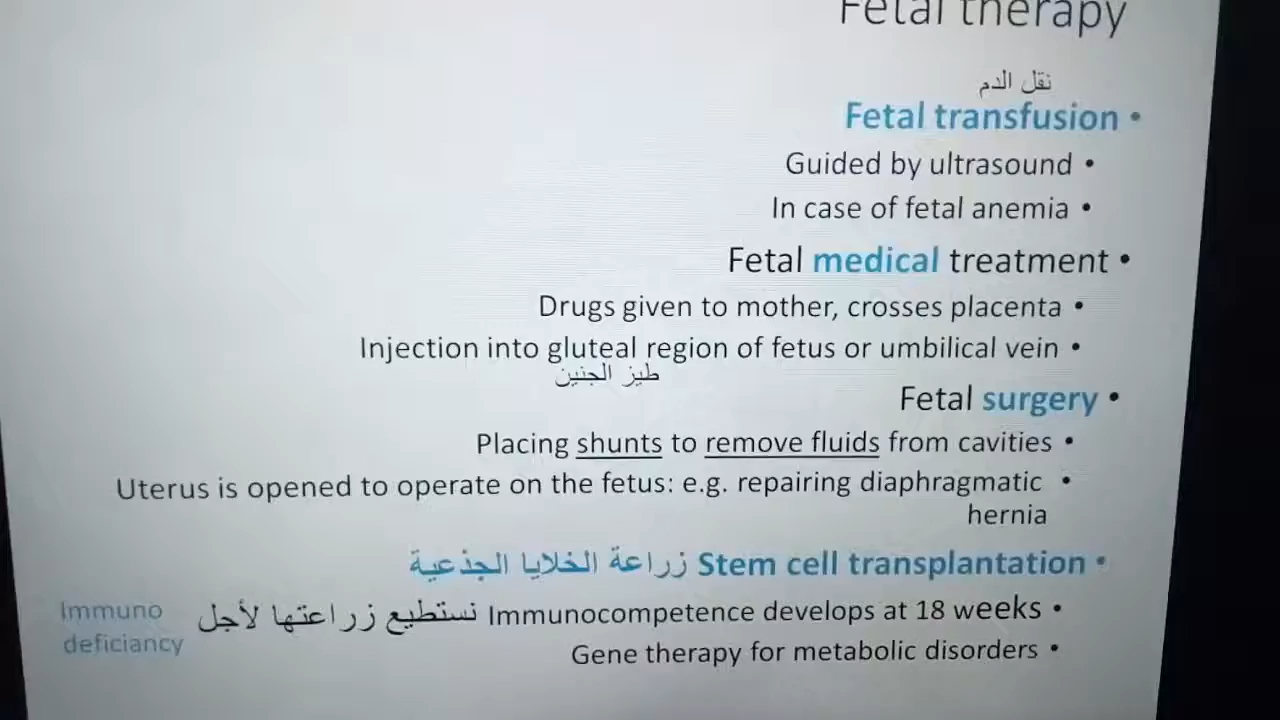 Fetal therapy
نقل الدم
• Fetal transfusion
• Guided by ultrasound
• In case of fetal anemia
• Fetal medical treatment
• Drugs given to mother, crosses placenta
• Injection into gluteal region of fetus or umbilical vein
طيز الجنين
• Fetal surgery
• Placing shunts to remove fluids from cavities
• Uterus is opened to operate on the fetus: e.g. repairing diaphragmatic
hernia
• Stem cell transplantation زراعة الخلايا الجذعية
• Immunocompetence develops at 18 weeks نستطيع زراعتها لأجل Immuno
deficiancy
• Gene therapy for metabolic disorders